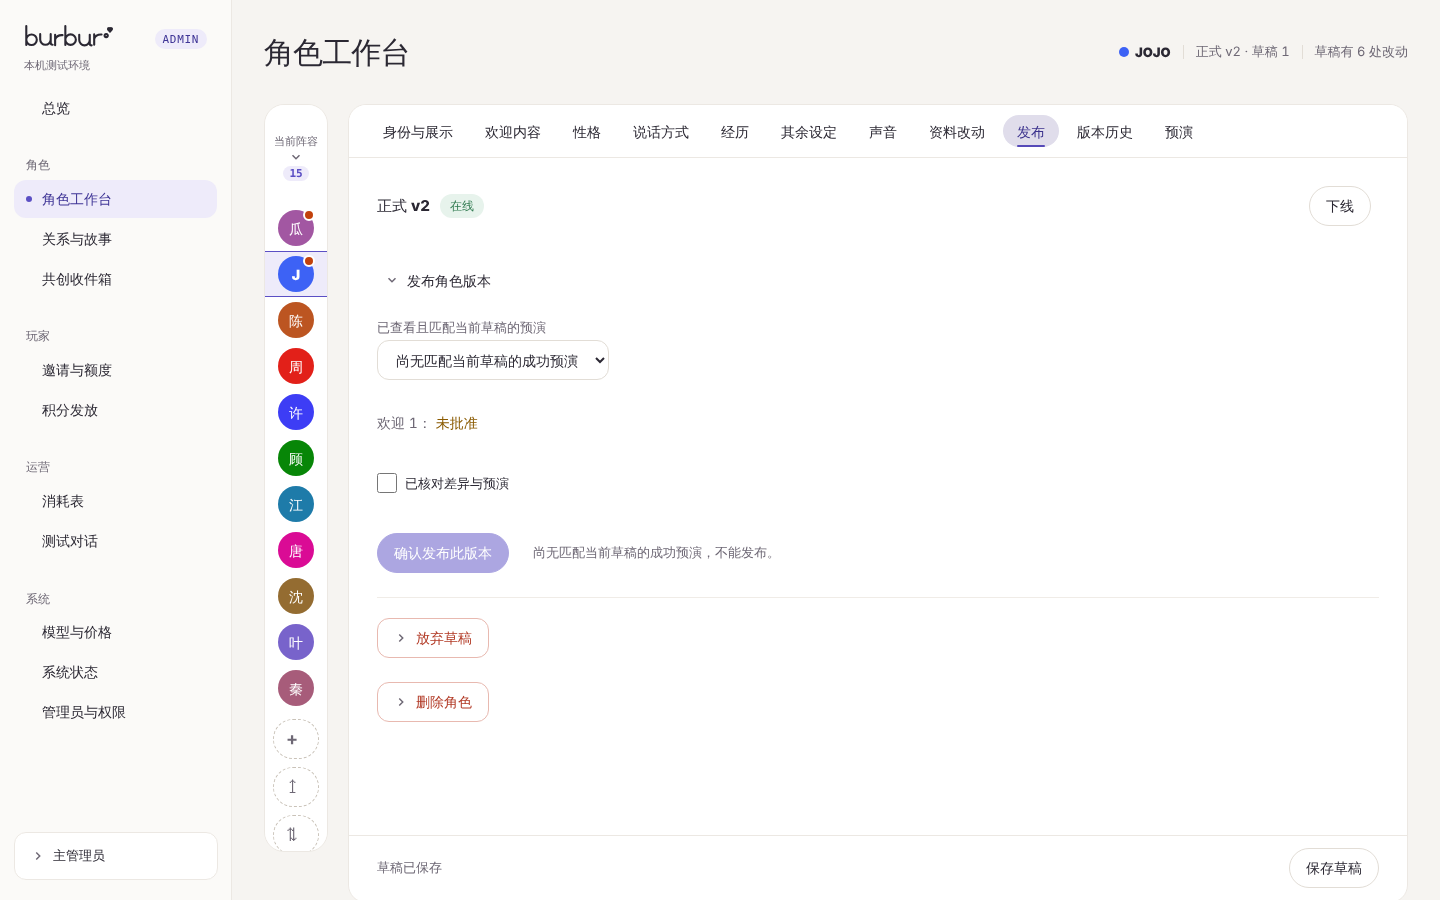 burbur
ADMIN
本机测试环境
总览
角色
角色工作台
关系与故事
共创收件箱
玩家
邀请与额度
积分发放
运营
消耗表
测试对话
系统
模型与价格
系统状态
管理员与权限
主管理员
角色工作台
JOJO
正式 v2 · 草稿 1
草稿有 6 处改动
当前阵容
15
瓜
J
陈
周
许
顾
江
唐
沈
叶
秦
+
身份与展示 欢迎内容 性格 说话方式 经历 其余设定 声音 资料改动 发布 版本历史 预演
正式 v2 在线
下线
发布角色版本
已查看且匹配当前草稿的预演
尚无匹配当前草稿的成功预演
欢迎 1： 未批准
已核对差异与预演
确认发布此版本 尚无匹配当前草稿的成功预演，不能发布。
放弃草稿
删除角色
草稿已保存
保存草稿